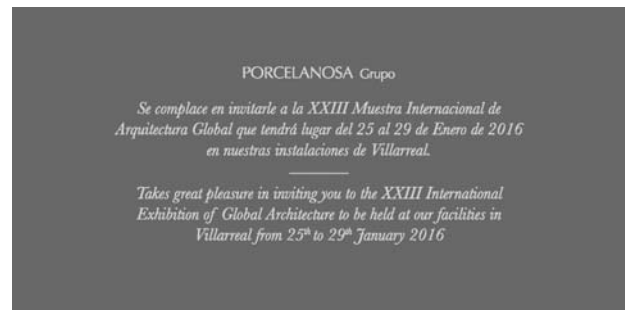 PORCELANOSA Grupo
Se complace en invitarle a la XXIII Muestra Internacional de
Arquitectura Global que tendrá lugar del 25 al 29 de Enero de 2016
en nuestras instalaciones de Villarreal.
Takes great pleasure in inviting you to the XXIII International
Exhibition of Global Architecture to be held at our facilities in
Villarreal from 25th to 29th January 2016